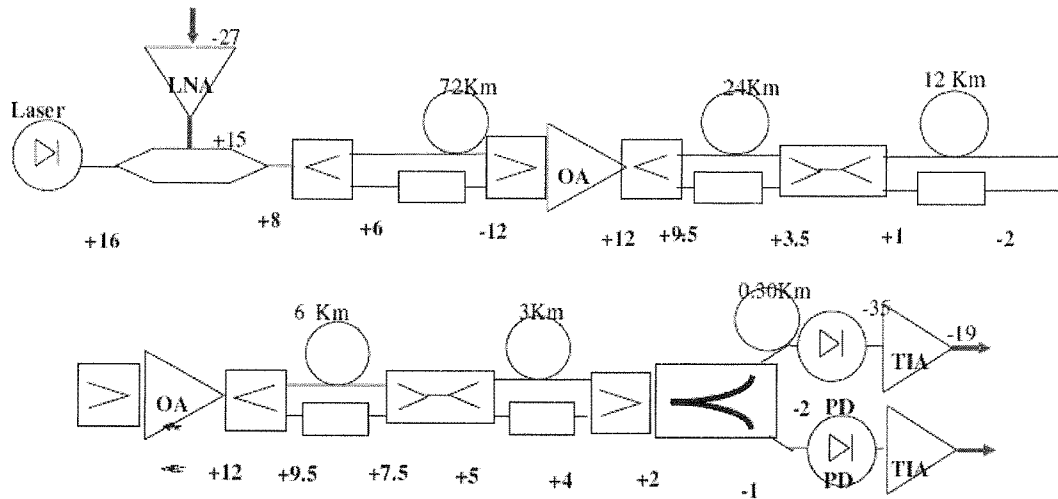 -27
LNA
Laser
+15
72Km
24Km
12 Km
OA
+16
+8
+6
-12
+12
+9.5
+3.5
+1
-2
6 Km
3Km
0.30Km
-35
-19
OA
TIA
-2
PD
+12
+9.5
+7.5
+5
+4
+2
-1
PD
TIA